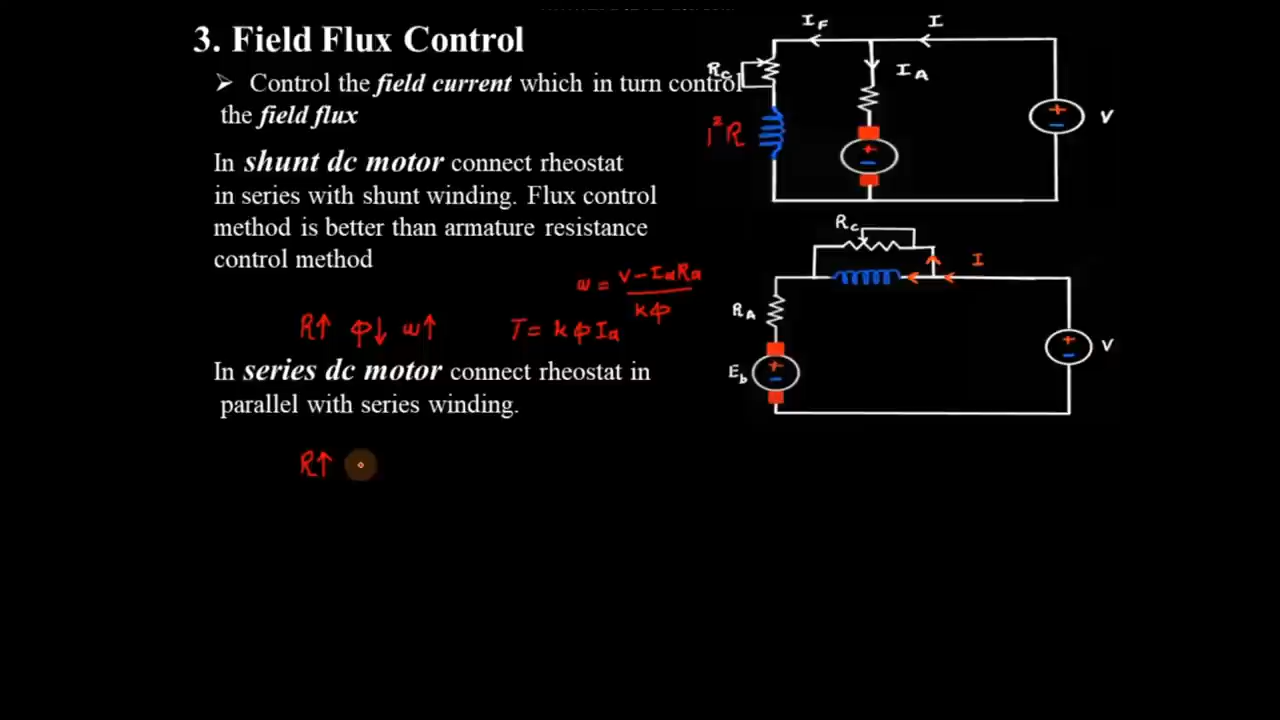 3. Field Flux Control
➢ Control the field current which in turn control
the field flux
In shunt dc motor connect rheostat
in series with shunt winding. Flux control
method is better than armature resistance
control method
ω = V - IaRa / kφ
R↑ φ↓ ω↑ T = kφIa
In series dc motor connect rheostat in
parallel with series winding.
R↑
IF I
Rc IA
I²R
+
-
+
-
V
Rc
I
RA
Eb
+
-
+
-
V